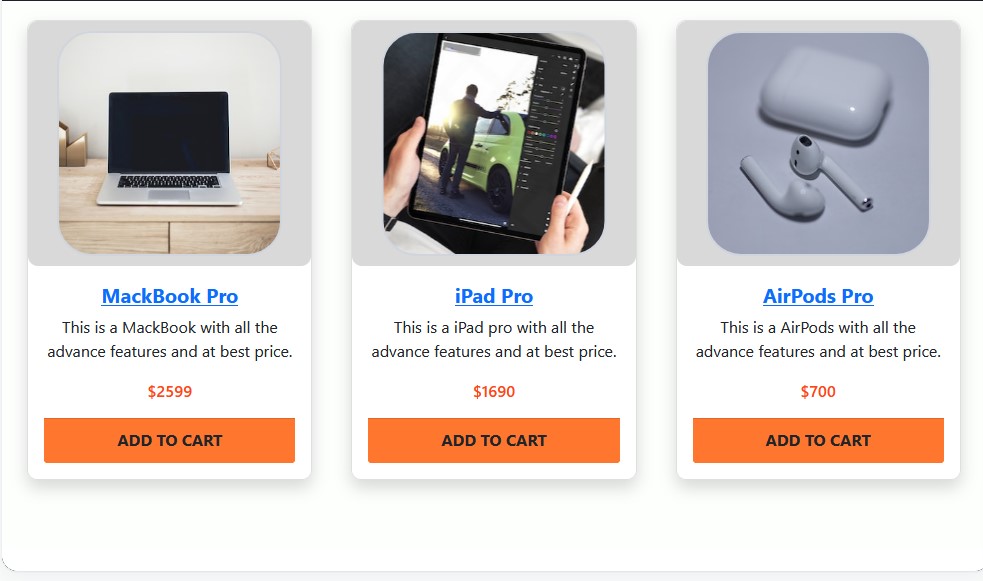 MackBook Pro
This is a MackBook with all the
advance features and at best price.
$2599
ADD TO CART
iPad Pro
This is a iPad pro with all the
advance features and at best price.
$1690
ADD TO CART
AirPods Pro
This is a AirPods with all the
advance features and at best price.
$700
ADD TO CART